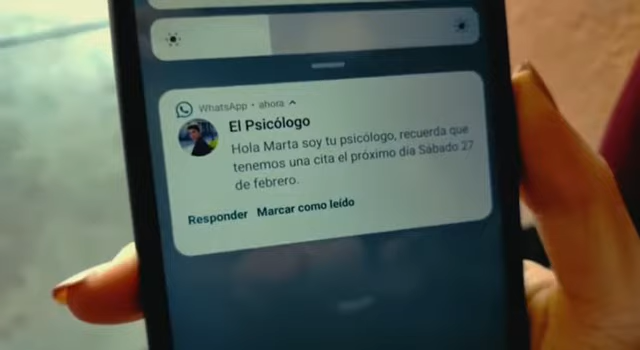 WhatsApp • ahora
El Psicólogo
Hola Marta soy tu psicólogo, recuerda que
tenemos una cita el próximo día Sábado 27
de febrero.
Responder Marcar como leído